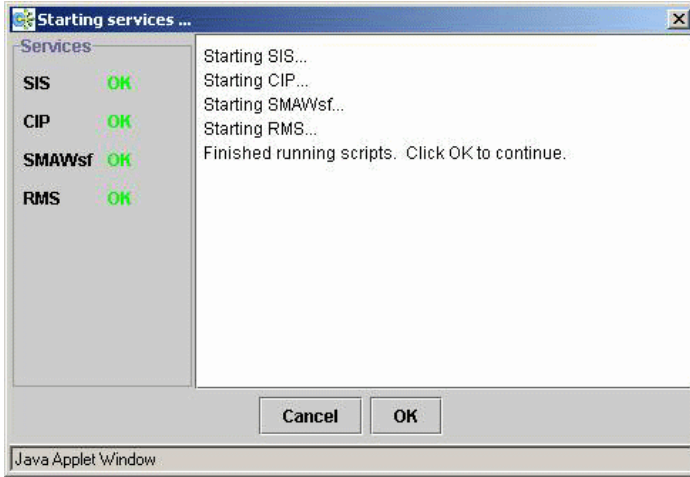 Starting services ...
Services
SIS OK
CIP OK
SMAWsf OK
RMS OK
Starting SIS...
Starting CIP...
Starting SMAWsf...
Starting RMS...
Finished running scripts. Click OK to continue.
Cancel OK
Java Applet Window